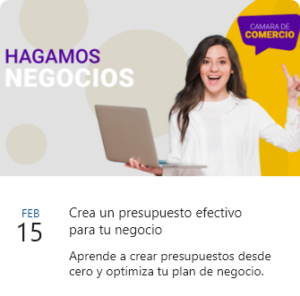 CAMARA DE
COMERCIO
HAGAMOS
NEGOCIOS
FEB
15
Crea un presupuesto efectivo
para tu negocio
Aprende a crear presupuestos desde
cero y optimiza tu plan de negocio.